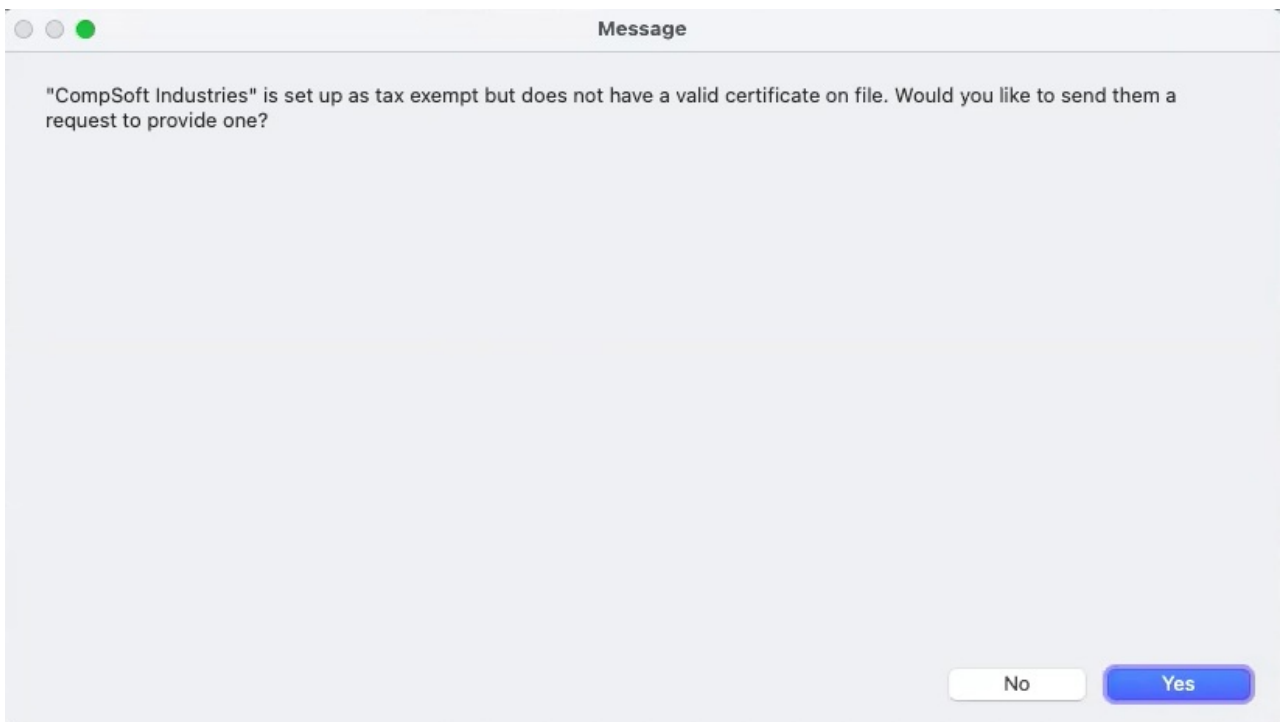 Message
"CompSoft Industries" is set up as tax exempt but does not have a valid certificate on file. Would you like to send them a
request to provide one?
No
Yes